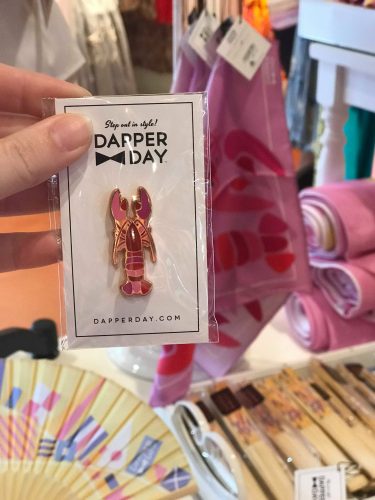 Step out in style!
DAPPER
DAY
DAPPERDAY.COM